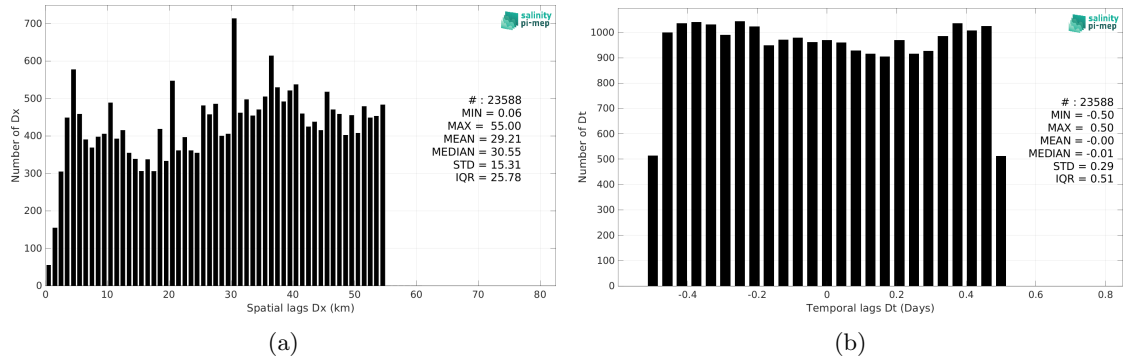 700
600
500
400
300
200
100
0
Number of Dx
0 10 20 30 40 50 60 70 80
Spatial lags Dx (km)
salinity
pi-mep
# : 23588
MIN = 0.06
MAX = 55.00
MEAN = 29.21
MEDIAN = 30.55
STD = 15.31
IQR = 25.78
(a)
1000
900
800
700
600
500
400
300
200
100
0
Number of Dt
-0.4 -0.2 0 0.2 0.4 0.6 0.8
Temporal lags Dt (Days)
salinity
pi-mep
# : 23588
MIN = -0.50
MAX = 0.50
MEAN = -0.00
MEDIAN = -0.01
STD = 0.29
IQR = 0.51
(b)